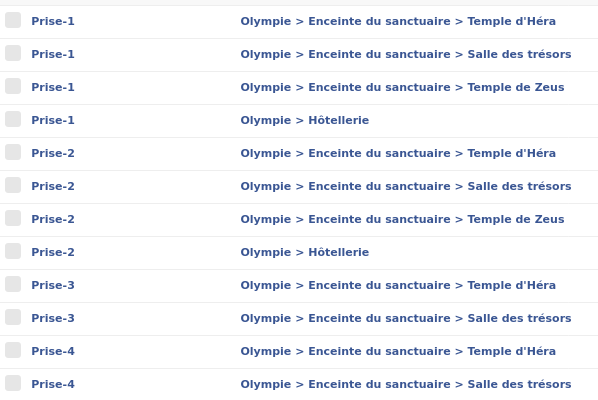 Prise-1 Olympie > Enceinte du sanctuaire > Temple d'Héra
Prise-1 Olympie > Enceinte du sanctuaire > Salle des trésors
Prise-1 Olympie > Enceinte du sanctuaire > Temple de Zeus
Prise-1 Olympie > Hôtellerie
Prise-2 Olympie > Enceinte du sanctuaire > Temple d'Héra
Prise-2 Olympie > Enceinte du sanctuaire > Salle des trésors
Prise-2 Olympie > Enceinte du sanctuaire > Temple de Zeus
Prise-2 Olympie > Hôtellerie
Prise-3 Olympie > Enceinte du sanctuaire > Temple d'Héra
Prise-3 Olympie > Enceinte du sanctuaire > Salle des trésors
Prise-4 Olympie > Enceinte du sanctuaire > Temple d'Héra
Prise-4 Olympie > Enceinte du sanctuaire > Salle des trésors